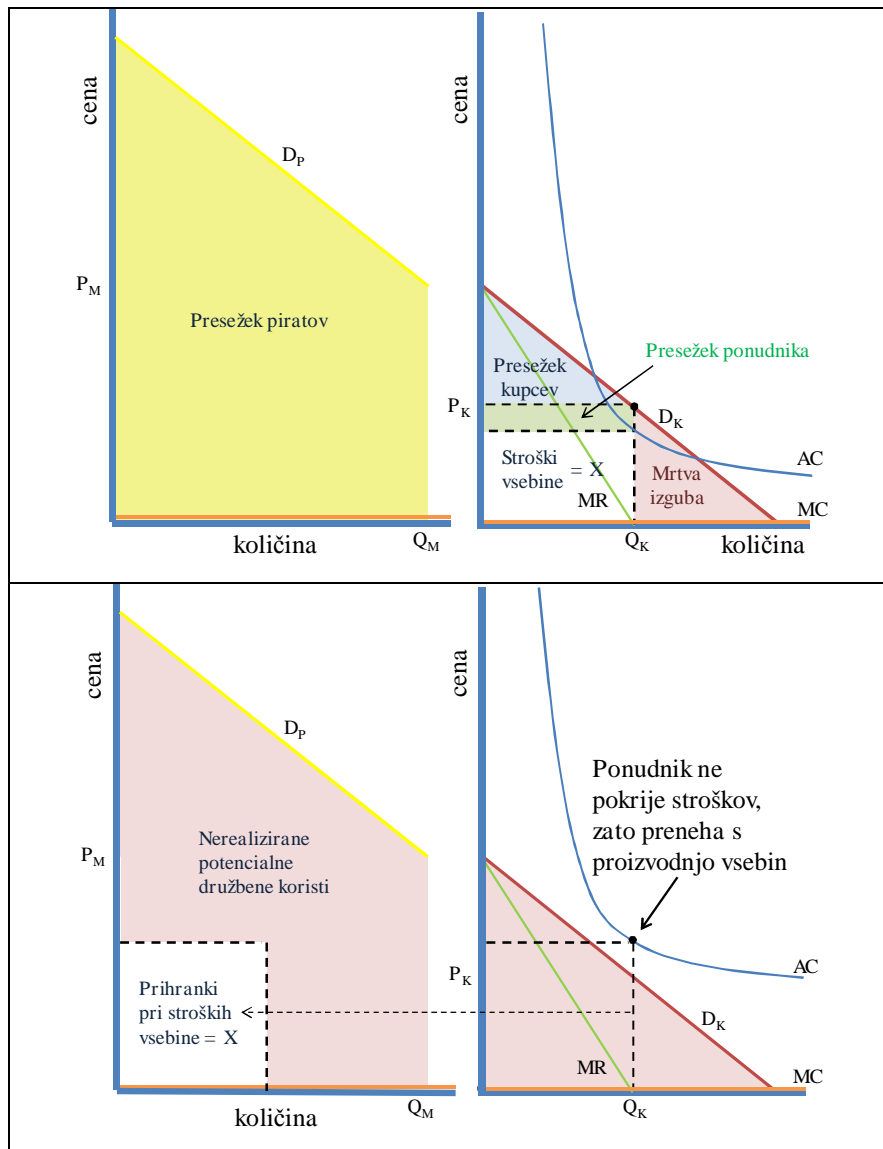 cena
D_P
P_M
Presežek piratov
količina
Q_M
cena
Presežek ponudnika
Presežek
kupcev
P_K
D_K
AC
Stroški
vsebine = X
Mrtva
izguba
MR
MC
Q_K
količina
cena
D_P
P_M
Nerealizirane
potencialne
družbene koristi
Prihranki
pri stroških
vsebine = X
količina
Q_M
cena
Ponudnik ne
pokrije stroškov,
zato preneha s
proizvodnjo vsebin
P_K
AC
D_K
MR
MC
Q_K